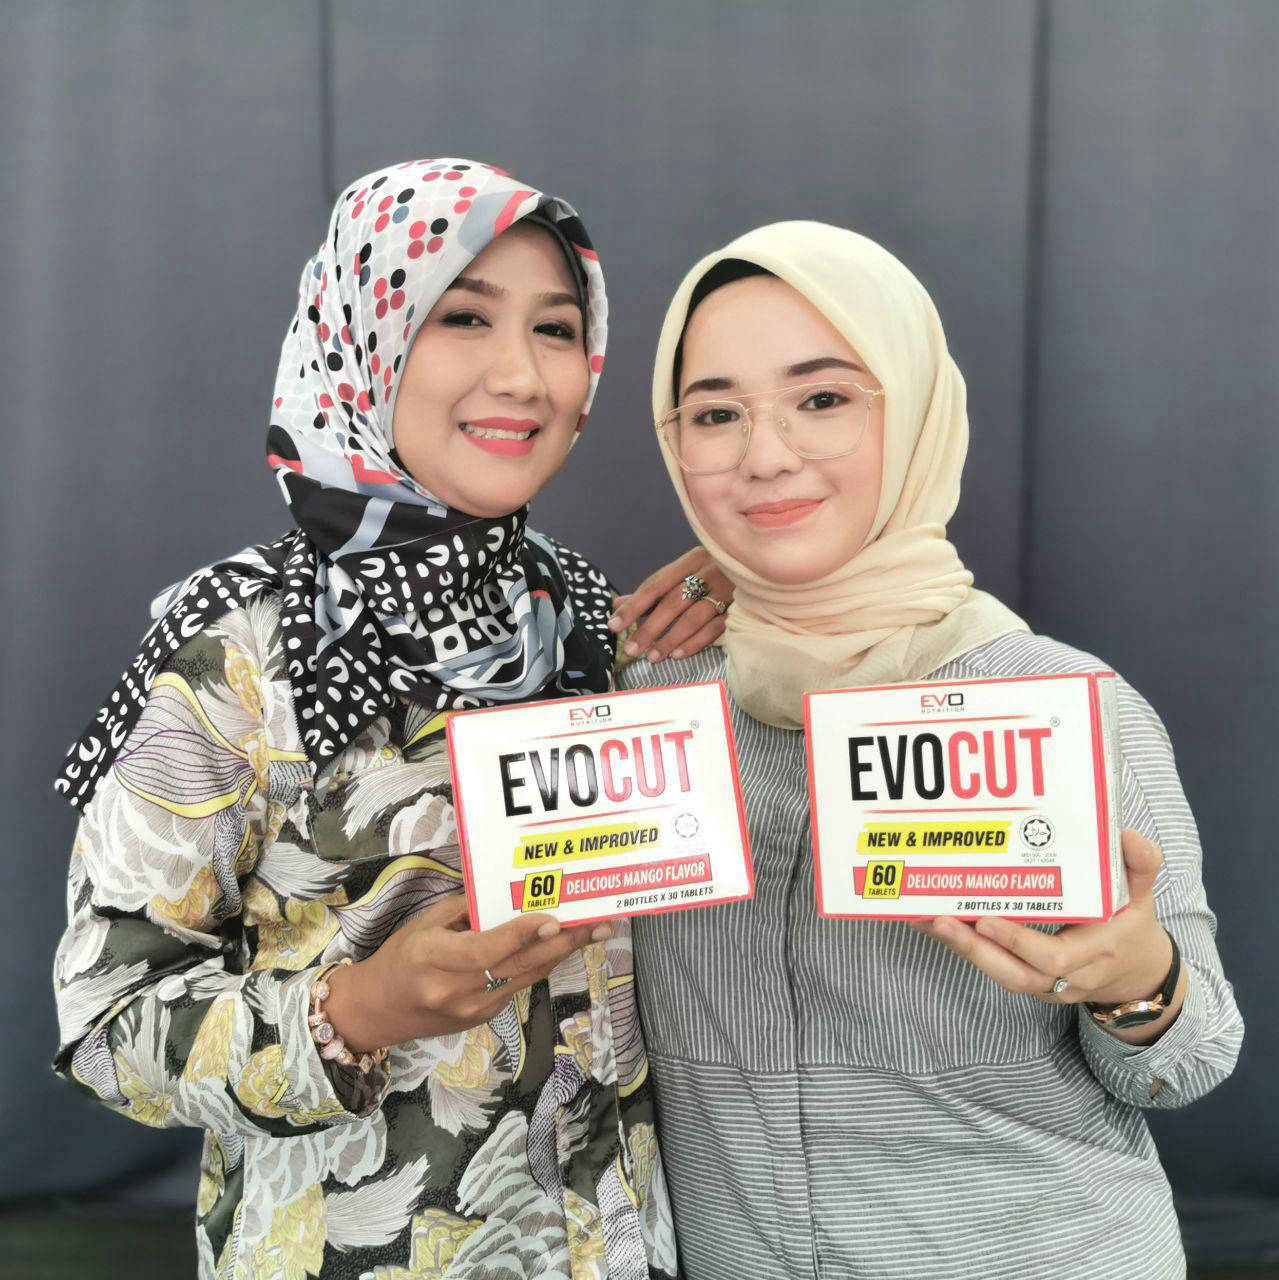 EVO
NUTRITION
EVOCUT
NEW & IMPROVED
60
TABLETS
DELICIOUS MANGO FLAVOR
2 BOTTLES X 30 TABLETS
EVO
NUTRITION
EVOCUT
NEW & IMPROVED
60
TABLETS
DELICIOUS MANGO FLAVOR
2 BOTTLES X 30 TABLETS